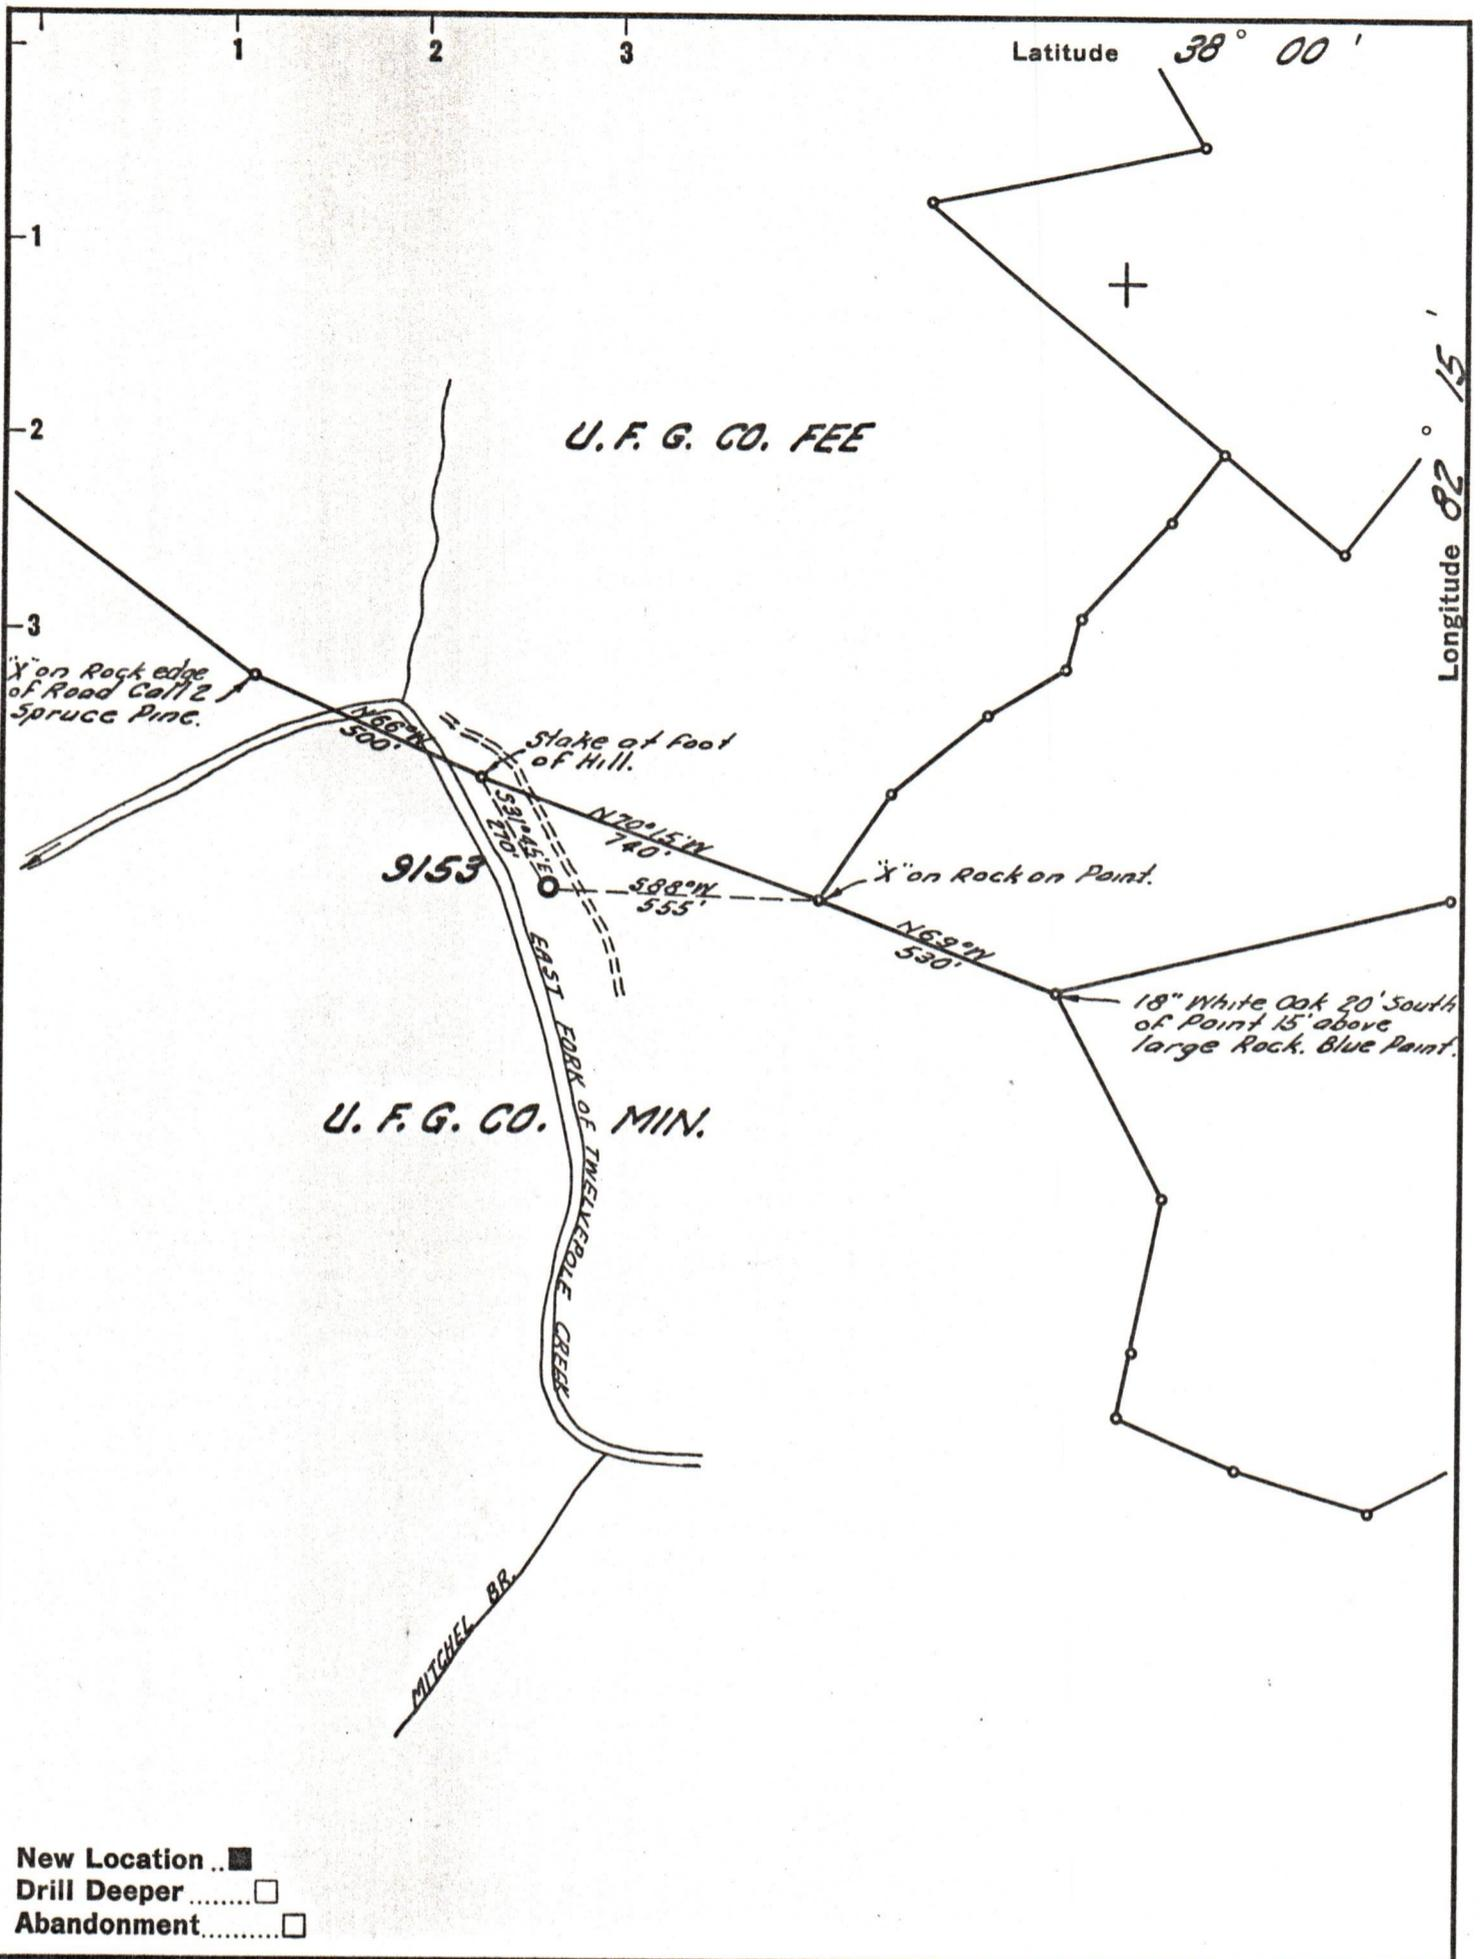 1 2 3 Latitude 38° 00'
1
Longitude 82° 15'
2
U. F. G. CO. FEE
3
"X" on Rock edge
of Road Call 2
Spruce Pine.
N66°W
500'
Stake at Foot
of Hill.
S31°45'E
270'
N70°15'W
740'
9153
S88°W
555'
"X" on Rock on Point.
N69°W
530'
18" White Oak 20' South
of Point 15' above
large Rock. Blue Paint.
EAST FORK OF TWELVEPOLE CREEK
U. F. G. CO. MIN.
MITCHEL BR.
New Location..
Drill Deeper........
Abandonment..........